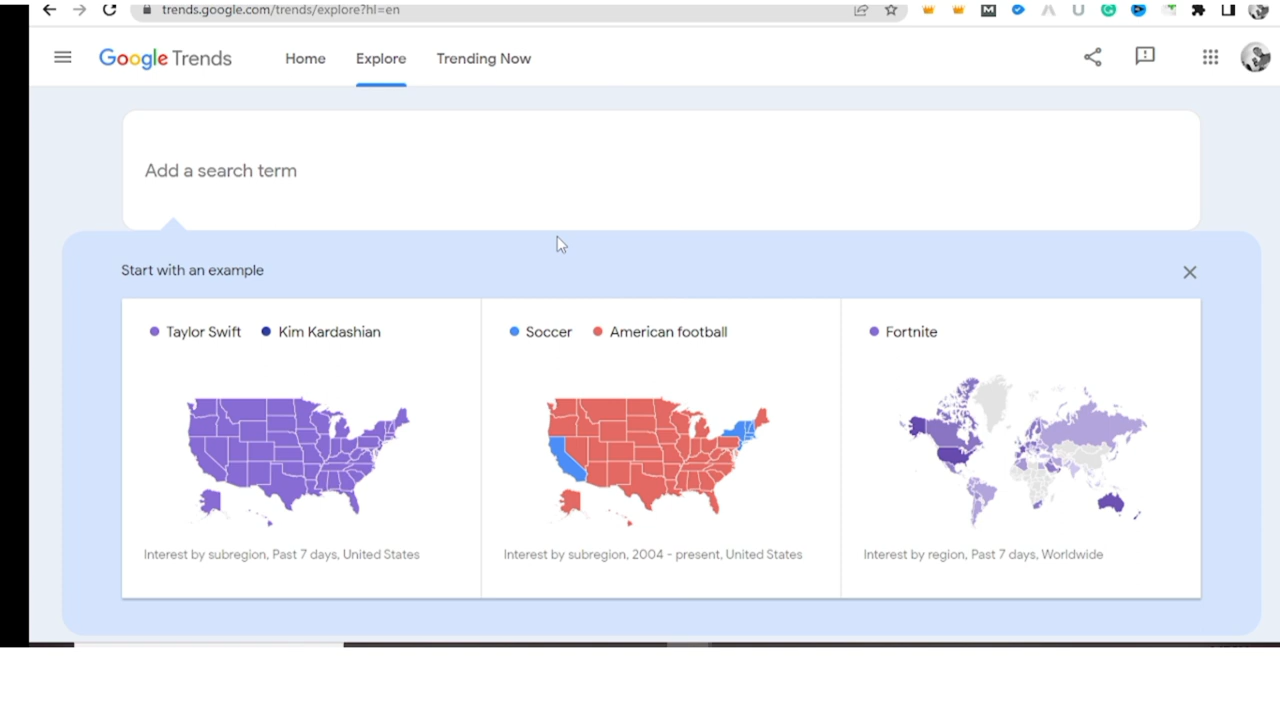 trends.google.com/trends/explore?hl=en
Google Trends
Home
Explore
Trending Now
Add a search term
Start with an example
Taylor Swift
Kim Kardashian
Soccer
American football
Fortnite
Interest by subregion, Past 7 days, United States
Interest by subregion, 2004 - present, United States
Interest by region, Past 7 days, Worldwide